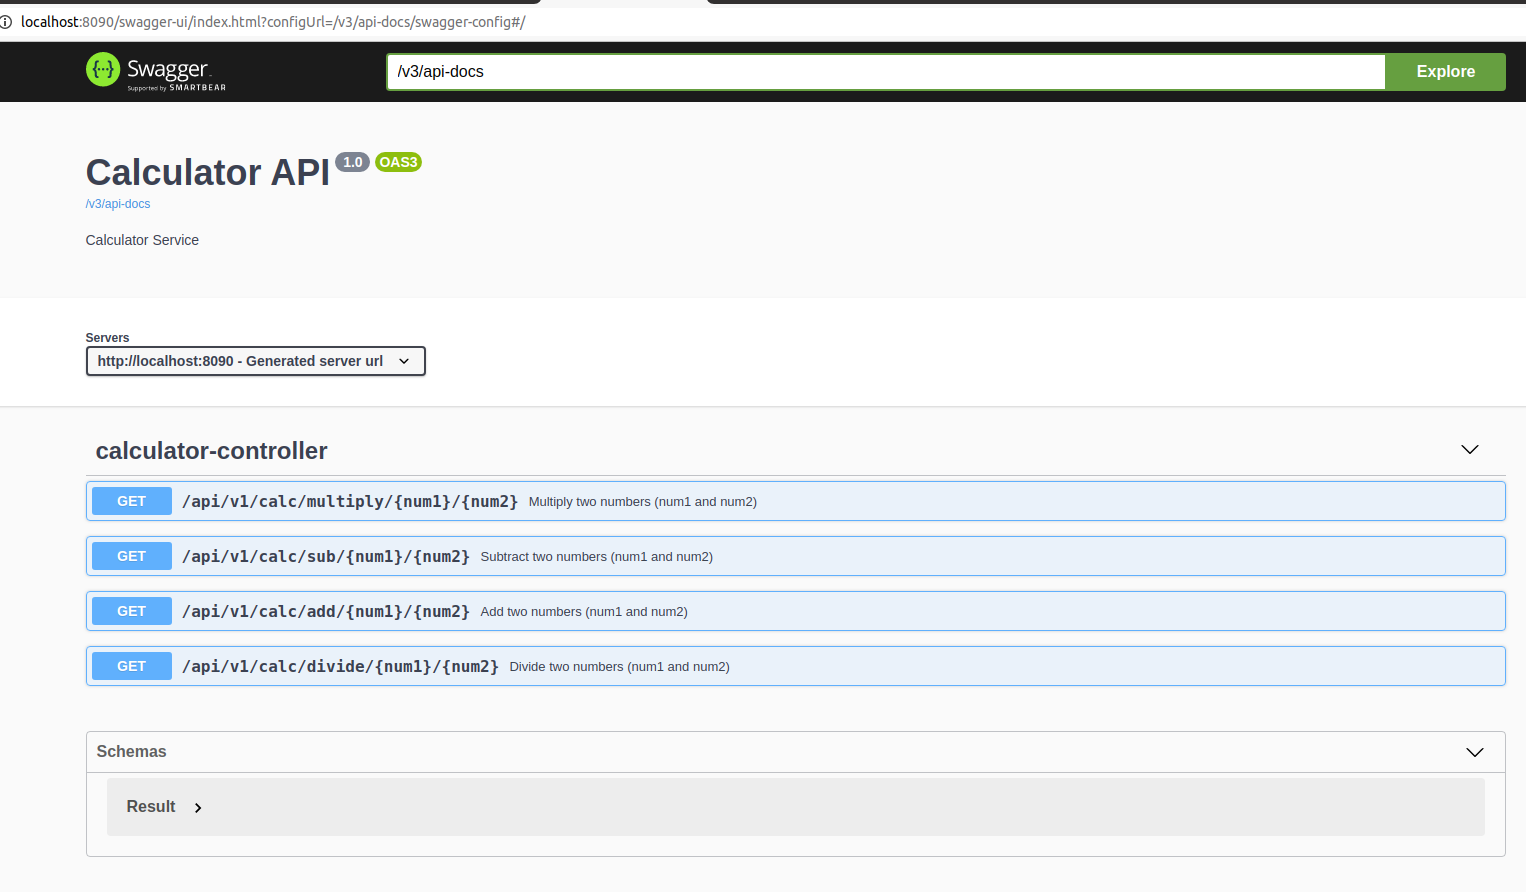 localhost:8090/swagger-ui/index.html?configUrl=/v3/api-docs/swagger-config#/
{···} Swagger
Supported by SMARTBEAR
/v3/api-docs
Explore
Calculator API 1.0 OAS3
/v3/api-docs
Calculator Service
Servers
http://localhost:8090 - Generated server url
calculator-controller
GET /api/v1/calc/multiply/{num1}/{num2} Multiply two numbers (num1 and num2)
GET /api/v1/calc/sub/{num1}/{num2} Subtract two numbers (num1 and num2)
GET /api/v1/calc/add/{num1}/{num2} Add two numbers (num1 and num2)
GET /api/v1/calc/divide/{num1}/{num2} Divide two numbers (num1 and num2)
Schemas
Result